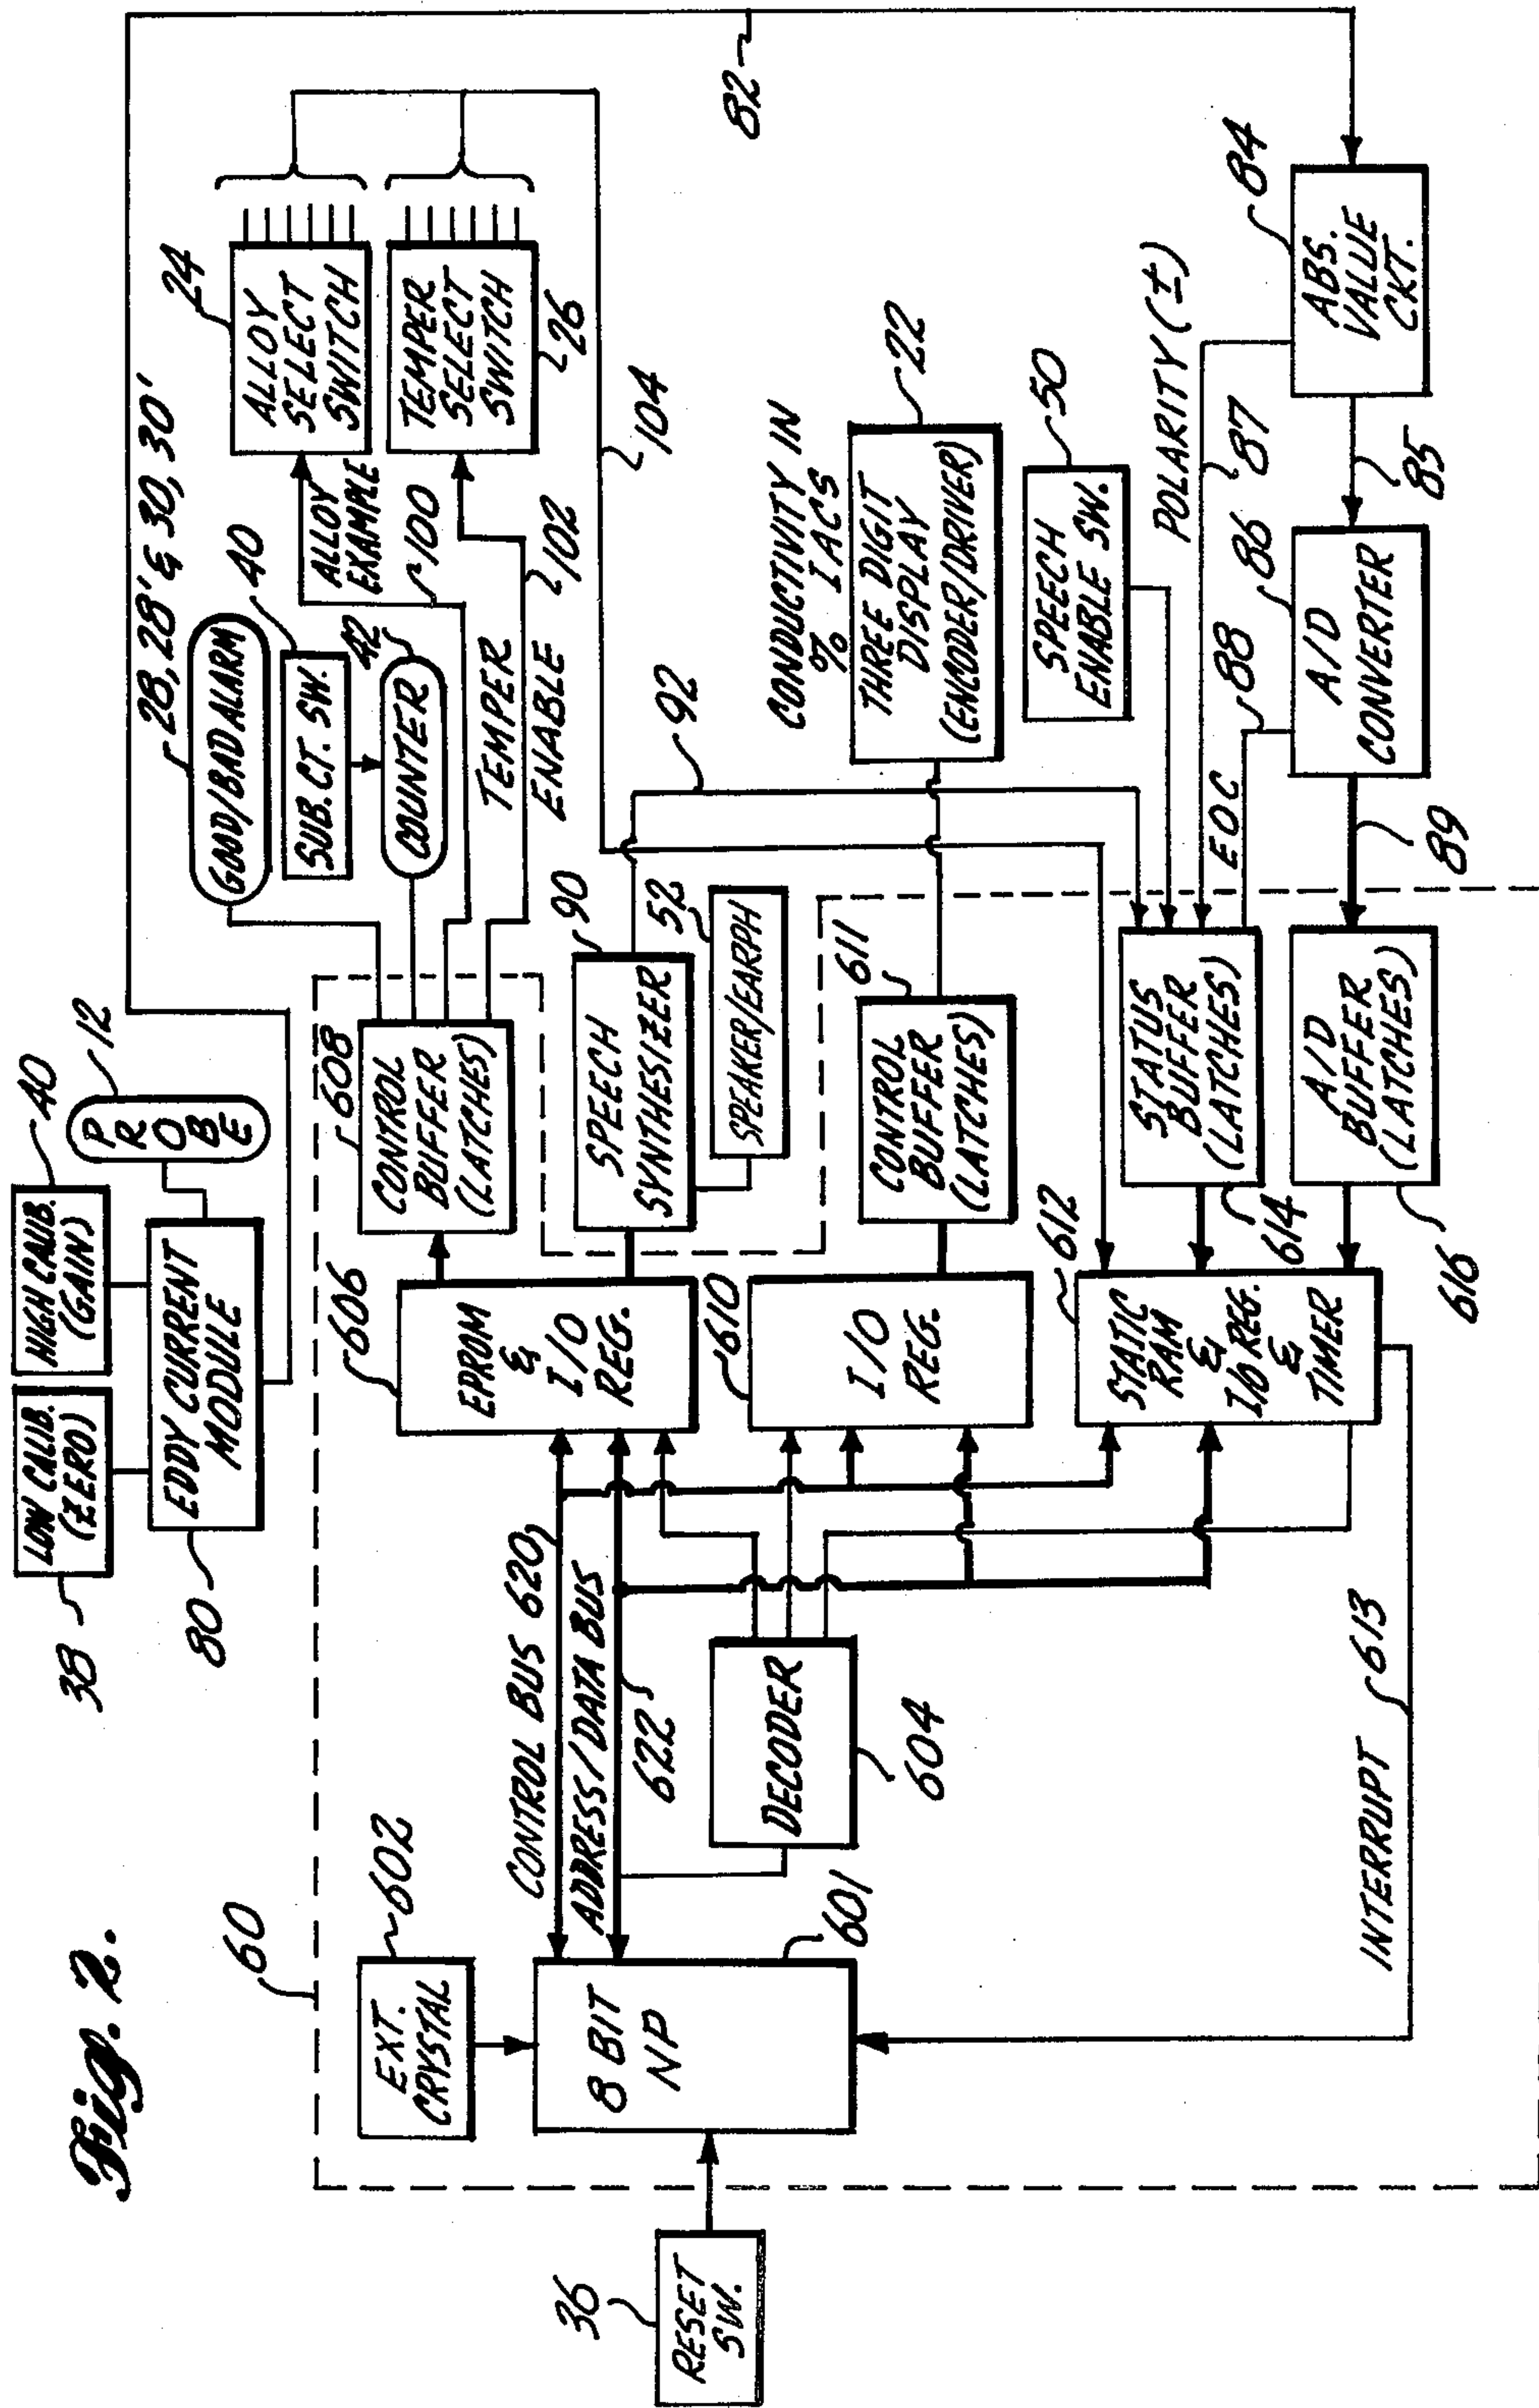 Fig. 2.
38
LOW CALIB.
(ZERO)
HIGH CALIB.
(GAIN)
40
PROBE
12
EDDY CURRENT
MODULE
80
82
28, 28' & 30, 30'
GOOD/BAD ALARM
SUB. CT. SW.
40
COUNTER
42
24
ALLOY
SELECT
SWITCH
ALLOY
EXAMPLE
100
TEMPER
SELECT
SWITCH
26
TEMPER
ENABLE
102
104
60
602
EXT.
CRYSTAL
8 BIT
NP
601
36
RESET
SW.
CONTROL BUS 620
ADDRESS/DATA BUS
622
DECODER
604
606
EPROM
&
I/O
REG.
608
CONTROL
BUFFER
(LATCHES)
SPEECH
SYNTHESIZER
90
52
SPEAKER/EARPH
92
610
I/O
REG.
611
CONTROL
BUFFER
(LATCHES)
CONDUCTIVITY IN
% IACS
THREE DIGIT
DISPLAY
(ENCODER/DRIVER)
22
SPEECH
ENABLE SW.
50
612
STATIC
RAM
&
I/O REG.
&
TIMER
INTERRUPT
613
STATUS
BUFFER
(LATCHES)
614
A/D
BUFFER
(LATCHES)
616
POLARITY (±)
87
EOC
88
86
A/D
CONVERTER
89
85
ABS.
VALUE
CKT.
84